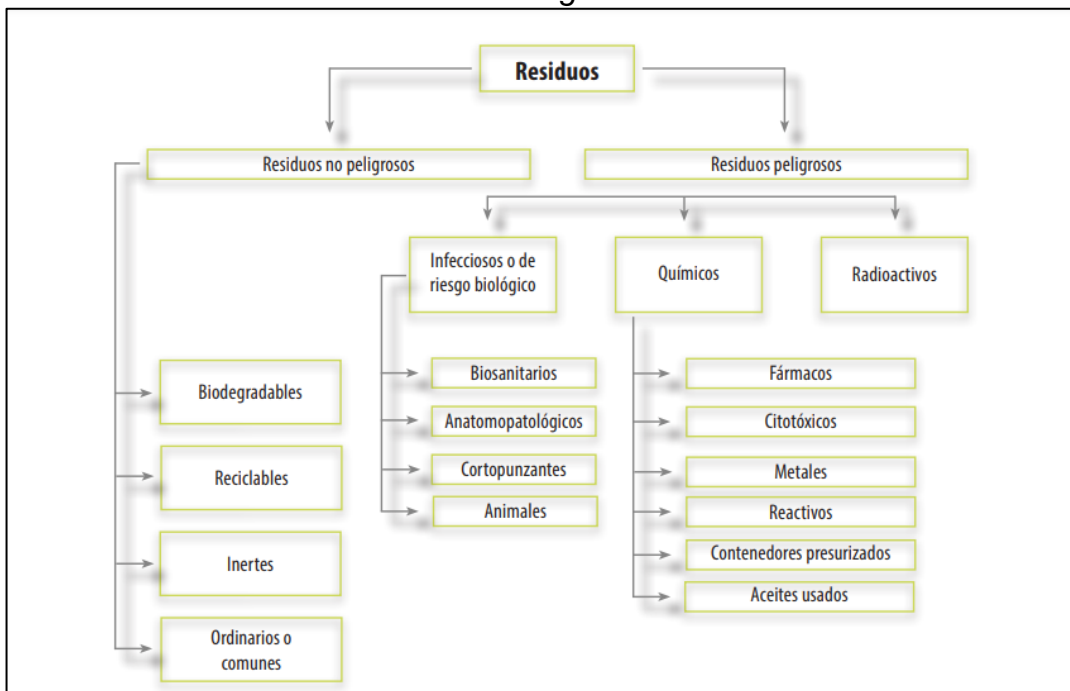 Residuos
Residuos no peligrosos
Residuos peligrosos
Infecciosos o de
riesgo biológico
Químicos
Radioactivos
Biodegradables
Reciclables
Inertes
Ordinarios o
comunes
Biosanitarios
Anatomopatológicos
Cortopunzantes
Animales
Fármacos
Citotóxicos
Metales
Reactivos
Contenedores presurizados
Aceites usados